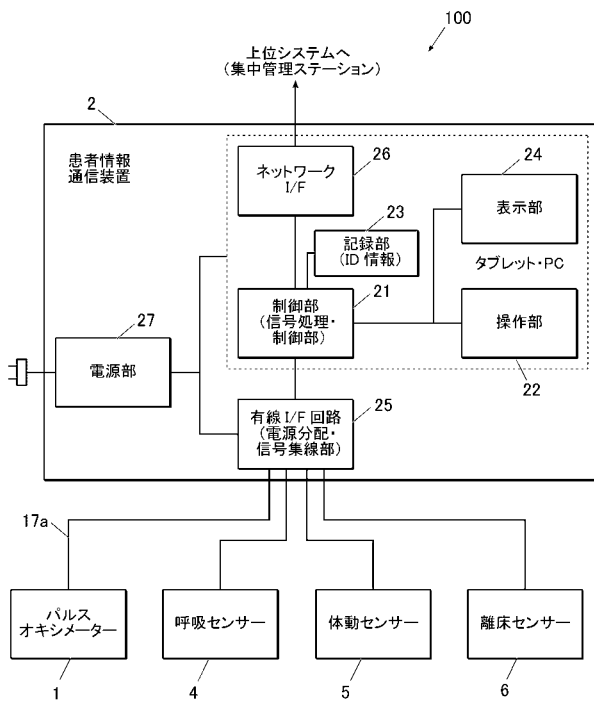 100
上位システムへ
(集中管理ステーション)
2
患者情報
通信装置
ネットワーク
I/F
26
24
表示部
23
記録部
(ID 情報)
タブレット・PC
制御部
(信号処理・
制御部)
21
操作部
22
27
電源部
有線 I/F 回路
(電源分配・
信号集線部)
25
17a
パルス
オキシメーター
呼吸センサー
体動センサー
離床センサー
1
4
5
6